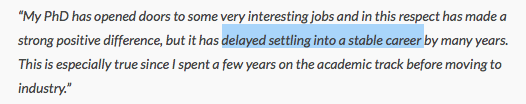 “My PhD has opened doors to some very interesting jobs and in this respect has made a
strong positive difference, but it has delayed settling into a stable career by many years.
This is especially true since I spent a few years on the academic track before moving to
industry.”